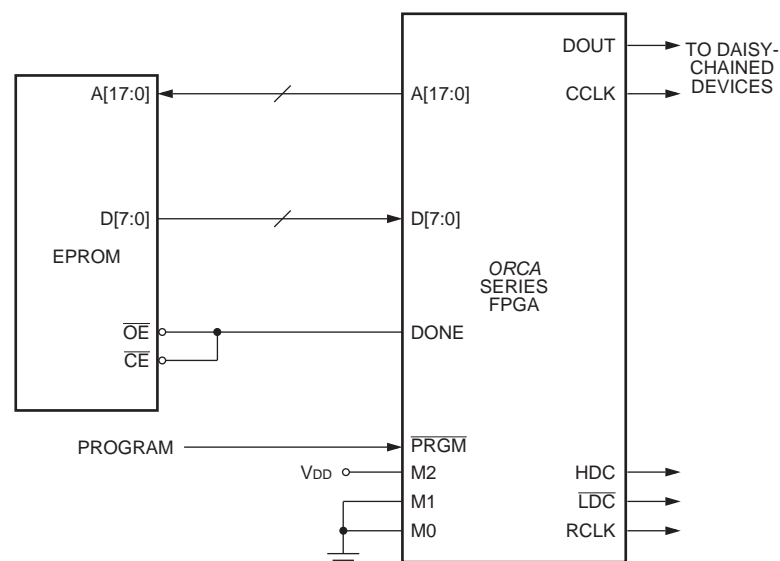 DOUT
TO DAISY-
CHAINED
DEVICES
A[17:0]
A[17:0]
CCLK
D[7:0]
D[7:0]
EPROM
ORCA
SERIES
FPGA
OE
DONE
CE
PROGRAM
PRGM
VDD
M2
HDC
M1
LDC
M0
RCLK